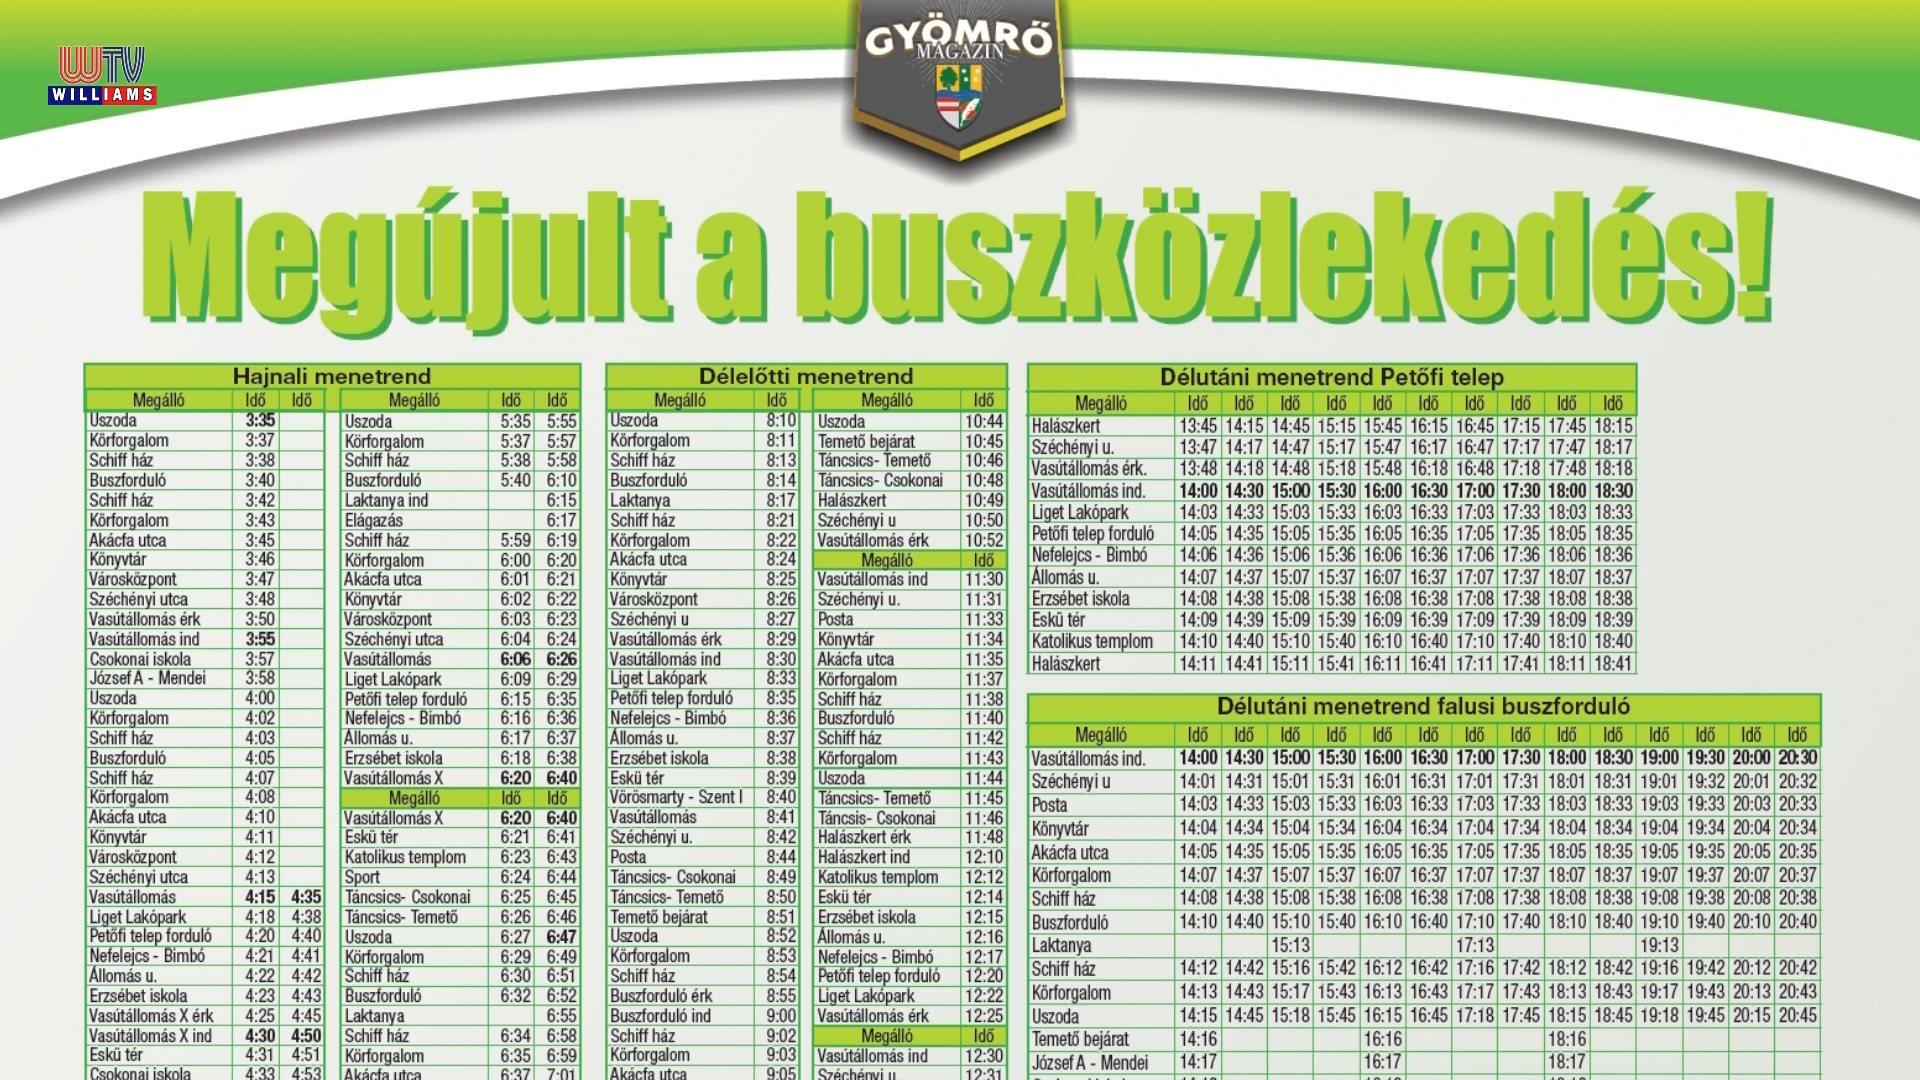 WTV
WILLIAMS
GYÖMRŐ
MAGAZIN
Megújult a buszközlekedés!
Hajnali menetrend
Megálló Idő Idő
Uszoda 3:35
Körforgalom 3:37
Schiff ház 3:38
Buszforduló 3:40
Schiff ház 3:42
Körforgalom 3:43
Akácfa utca 3:45
Könyvtár 3:46
Városközpont 3:47
Széchényi utca 3:48
Vasútállomás érk 3:50
Vasútállomás ind 3:55
Csokonai iskola 3:57
József A - Mendei 3:58
Uszoda 4:00
Körforgalom 4:02
Schiff ház 4:03
Buszforduló 4:05
Schiff ház 4:07
Körforgalom 4:08
Akácfa utca 4:10
Könyvtár 4:11
Városközpont 4:12
Széchényi utca 4:13
Vasútállomás 4:15 4:35
Liget Lakópark 4:18 4:38
Petőfi telep forduló 4:20 4:40
Nefelejcs - Bimbó 4:21 4:41
Állomás u. 4:22 4:42
Erzsébet iskola 4:23 4:43
Vasútállomás X érk 4:25 4:45
Vasútállomás X ind 4:30 4:50
Eskü tér 4:31 4:51
Csokonai iskola 4:33 4:53
Megálló Idő Idő
Uszoda 5:35 5:55
Körforgalom 5:37 5:57
Schiff ház 5:38 5:58
Buszforduló 5:40 6:10
Laktanya ind 6:15
Elágazás 6:17
Schiff ház 5:59 6:19
Körforgalom 6:00 6:20
Akácfa utca 6:01 6:21
Könyvtár 6:02 6:22
Városközpont 6:03 6:23
Széchényi utca 6:04 6:24
Vasútállomás 6:06 6:26
Liget Lakópark 6:09 6:29
Petőfi telep forduló 6:15 6:35
Nefelejcs - Bimbó 6:16 6:36
Állomás u. 6:17 6:37
Erzsébet iskola 6:18 6:38
Vasútállomás X 6:20 6:40
Megálló Idő Idő
Vasútállomás X 6:20 6:40
Eskü tér 6:21 6:41
Katolikus templom 6:23 6:43
Sport 6:24 6:44
Táncsics- Csokonai 6:25 6:45
Táncsics- Temető 6:26 6:46
Uszoda 6:27 6:47
Körforgalom 6:29 6:49
Schiff ház 6:30 6:51
Buszforduló 6:32 6:52
Laktanya 6:55
Schiff ház 6:34 6:58
Körforgalom 6:35 6:59
Akácfa utca 6:37 7:01
Délelőtti menetrend
Megálló Idő
Uszoda 8:10
Körforgalom 8:11
Schiff ház 8:13
Buszforduló 8:14
Laktanya 8:17
Schiff ház 8:21
Körforgalom 8:22
Akácfa utca 8:24
Könyvtár 8:25
Városközpont 8:26
Széchényi u 8:27
Vasútállomás érk 8:29
Vasútállomás ind 8:30
Liget Lakópark 8:33
Petőfi telep forduló 8:35
Nefelejcs - Bimbó 8:36
Állomás u. 8:37
Erzsébet iskola 8:38
Eskü tér 8:39
Vörösmarty - Szent I 8:40
Vasútállomás 8:41
Széchényi u. 8:42
Posta 8:44
Táncsics- Csokonai 8:49
Táncsics- Temető 8:50
Temető bejárat 8:51
Uszoda 8:52
Körforgalom 8:53
Schiff ház 8:54
Buszforduló érk 8:55
Buszforduló ind 9:00
Schiff ház 9:02
Körforgalom 9:03
Akácfa utca 9:05
Megálló Idő
Uszoda 10:44
Temető bejárat 10:45
Táncsics- Temető 10:46
Táncsics- Csokonai 10:48
Halászkert 10:49
Széchényi u 10:50
Vasútállomás érk 10:52
Megálló Idő
Vasútállomás ind 11:30
Széchényi u. 11:31
Posta 11:33
Könyvtár 11:34
Akácfa utca 11:35
Körforgalom 11:37
Schiff ház 11:38
Buszforduló 11:40
Schiff ház 11:42
Körforgalom 11:43
Uszoda 11:44
Táncsics- Temető 11:45
Táncsis- Csokonai 11:46
Halászkert érk 11:48
Halászkert ind 12:10
Katolikus templom 12:12
Eskü tér 12:14
Erzsébet iskola 12:15
Állomás u. 12:16
Nefelejcs - Bimbó 12:17
Petőfi telep forduló 12:20
Liget Lakópark 12:22
Vasútállomás érk 12:25
Megálló Idő
Vasútállomás ind 12:30
Széchényi u. 12:31
Délutáni menetrend Petőfi telep
Megálló Idő Idő Idő Idő Idő Idő Idő Idő Idő Idő
Halászkert 13:45 14:15 14:45 15:15 15:45 16:15 16:45 17:15 17:45 18:15
Széchényi u. 13:47 14:17 14:47 15:17 15:47 16:17 16:47 17:17 17:47 18:17
Vasútállomás érk. 13:48 14:18 14:48 15:18 15:48 16:18 16:48 17:18 17:48 18:18
Vasútállomás ind. 14:00 14:30 15:00 15:30 16:00 16:30 17:00 17:30 18:00 18:30
Liget Lakópark 14:03 14:33 15:03 15:33 16:03 16:33 17:03 17:33 18:03 18:33
Petőfi telep forduló 14:05 14:35 15:05 15:35 16:05 16:35 17:05 17:35 18:05 18:35
Nefelejcs - Bimbó 14:06 14:36 15:06 15:36 16:06 16:36 17:06 17:36 18:06 18:36
Állomás u. 14:07 14:37 15:07 15:37 16:07 16:37 17:07 17:37 18:07 18:37
Erzsébet iskola 14:08 14:38 15:08 15:38 16:08 16:38 17:08 17:38 18:08 18:38
Eskü tér 14:09 14:39 15:09 15:39 16:09 16:39 17:09 17:39 18:09 18:39
Katolikus templom 14:10 14:40 15:10 15:40 16:10 16:40 17:10 17:40 18:10 18:40
Halászkert 14:11 14:41 15:11 15:41 16:11 16:41 17:11 17:41 18:11 18:41
Délutáni menetrend falusi buszforduló
Megálló Idő Idő Idő Idő Idő Idő Idő Idő Idő Idő Idő Idő Idő Idő
Vasútállomás ind. 14:00 14:30 15:00 15:30 16:00 16:30 17:00 17:30 18:00 18:30 19:00 19:30 20:00 20:30
Széchényi u 14:01 14:31 15:01 15:31 16:01 16:31 17:01 17:31 18:01 18:31 19:01 19:32 20:01 20:32
Posta 14:03 14:33 15:03 15:33 16:03 16:33 17:03 17:33 18:03 18:33 19:03 19:33 20:03 20:33
Könyvtár 14:04 14:34 15:04 15:34 16:04 16:34 17:04 17:34 18:04 18:34 19:04 19:34 20:04 20:34
Akácfa utca 14:05 14:35 15:05 15:35 16:05 16:35 17:05 17:35 18:05 18:35 19:05 19:35 20:05 20:35
Körforgalom 14:07 14:37 15:07 15:37 16:07 16:37 17:07 17:37 18:07 18:37 19:07 19:37 20:07 20:37
Schiff ház 14:08 14:38 15:08 15:38 16:08 16:38 17:08 17:38 18:08 18:38 19:08 19:38 20:08 20:38
Buszforduló 14:10 14:40 15:10 15:40 16:10 16:40 17:10 17:40 18:10 18:40 19:10 19:40 20:10 20:40
Laktanya 15:13 17:13 19:13
Schiff ház 14:12 14:42 15:16 15:42 16:12 16:42 17:16 17:42 18:12 18:42 19:16 19:42 20:12 20:42
Körforgalom 14:13 14:43 15:17 15:43 16:13 16:43 17:17 17:43 18:13 18:43 19:17 19:43 20:13 20:43
Uszoda 14:15 14:45 15:18 15:45 16:15 16:45 17:18 17:45 18:15 18:45 19:18 19:45 20:15 20:45
Temető bejárat 14:16 16:16 18:16
József A - Mendei 14:17 16:17 18:17